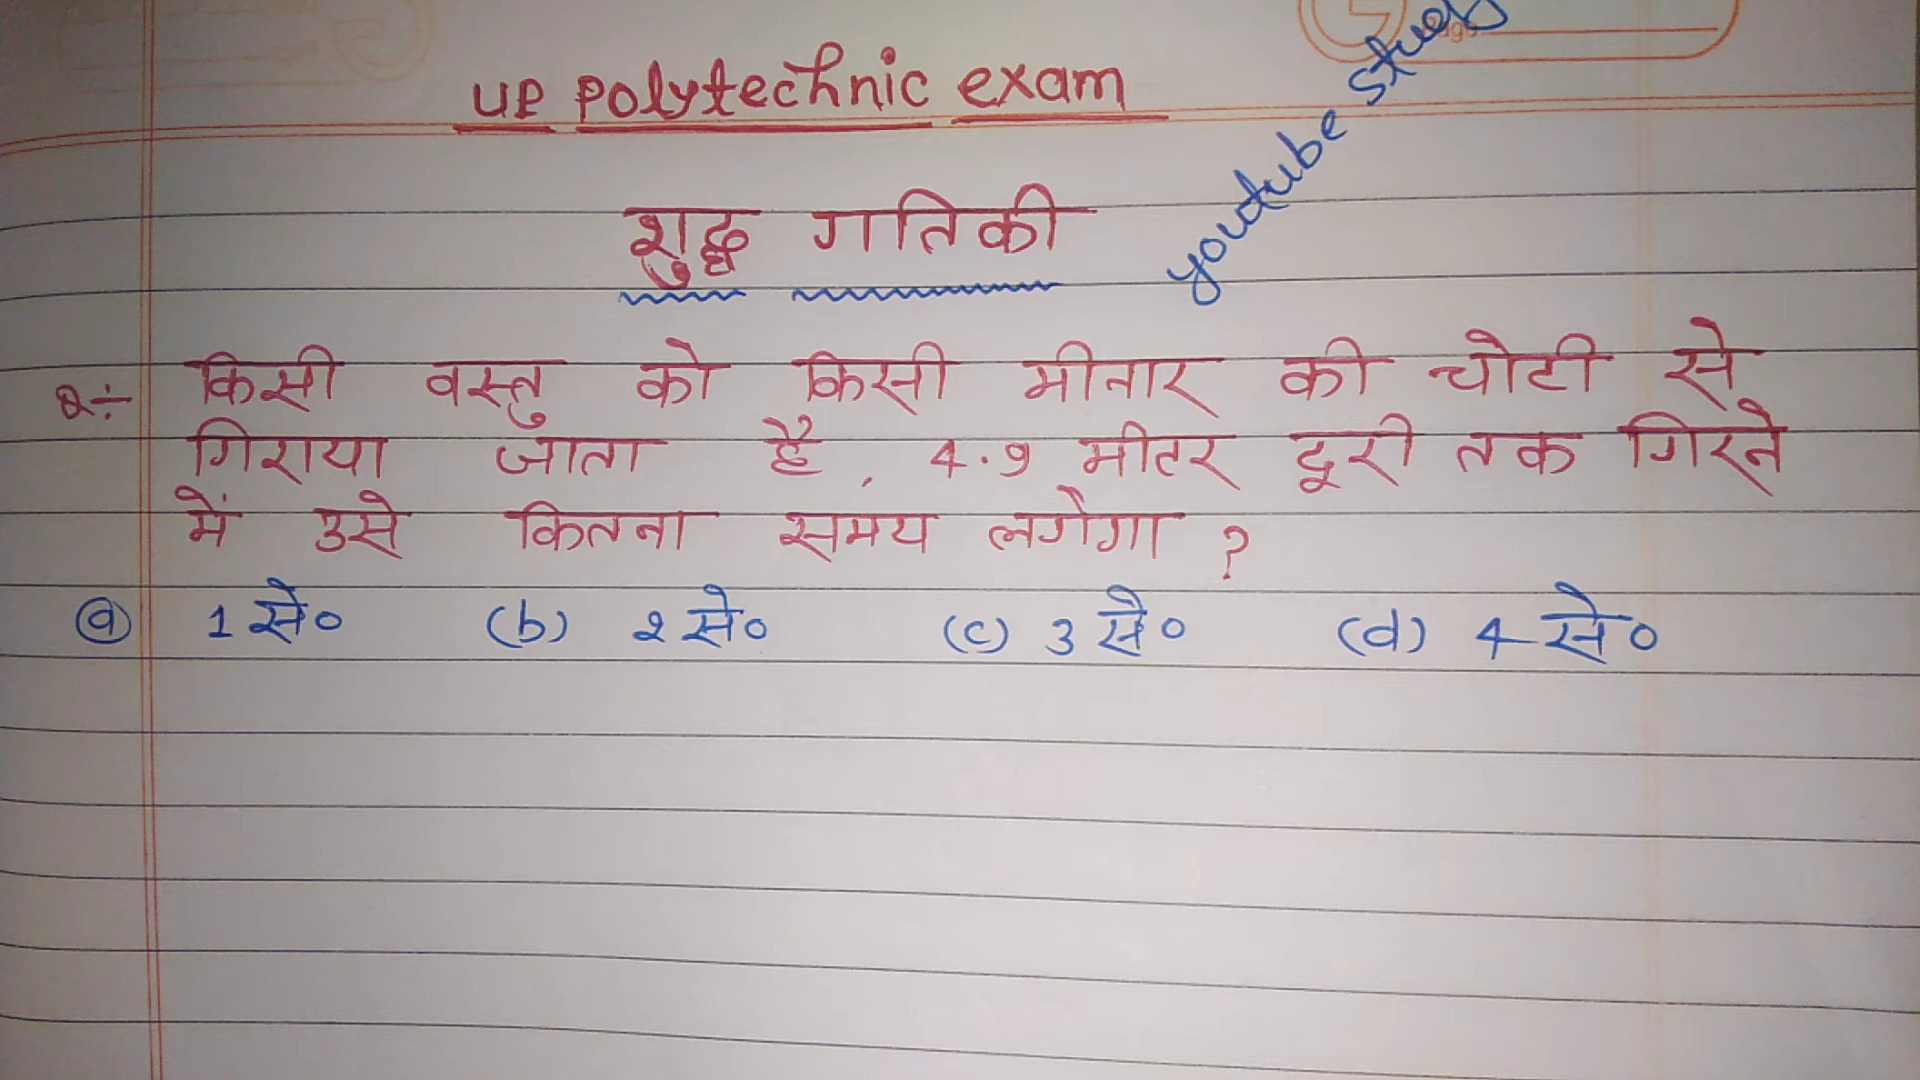 UP polytechnic exam
youtube
शुद्ध गतिकी
Q÷ किसी वस्तु को किसी मीनार की चोटी से
गिराया जाता है, 4.9 मीटर दूरी तक गिरने
में उसे कितना समय लगेगा ?
(a) 1 से० (b) 2 से० (c) 3 से० (d) 4 से०